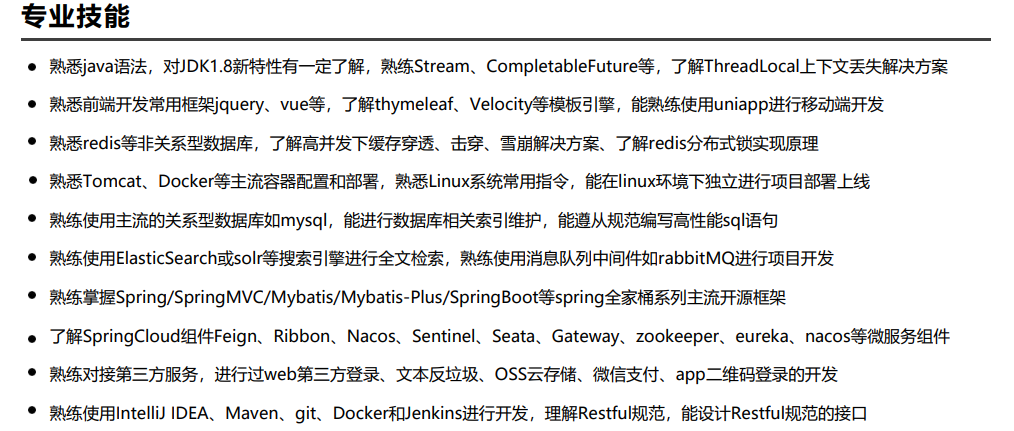 专业技能
● 熟悉java语法，对JDK1.8新特性有一定了解，熟练Stream、CompletableFuture等，了解ThreadLocal上下文丢失解决方案
● 熟悉前端开发常用框架jquery、vue等，了解thymeleaf、Velocity等模板引擎，能熟练使用uniapp进行移动端开发
● 熟悉redis等非关系型数据库，了解高并发下缓存穿透、击穿、雪崩解决方案、了解redis分布式锁实现原理
● 熟悉Tomcat、Docker等主流容器配置和部署，熟悉Linux系统常用指令，能在linux环境下独立进行项目部署上线
● 熟练使用主流的关系型数据库如mysql，能进行数据库相关索引维护，能遵从规范编写高性能sql语句
● 熟练使用ElasticSearch或solr等搜索引擎进行全文检索，熟练使用消息队列中间件如rabbitMQ进行项目开发
● 熟练掌握Spring/SpringMVC/Mybatis/Mybatis-Plus/SpringBoot等spring全家桶系列主流开源框架
● 了解SpringCloud组件Feign、Ribbon、Nacos、Sentinel、Seata、Gateway、zookeeper、eureka、nacos等微服务组件
● 熟练对接第三方服务，进行过web第三方登录、文本反垃圾、OSS云存储、微信支付、app二维码登录的开发
● 熟练使用IntelliJ IDEA、Maven、git、Docker和Jenkins进行开发，理解Restful规范，能设计Restful规范的接口